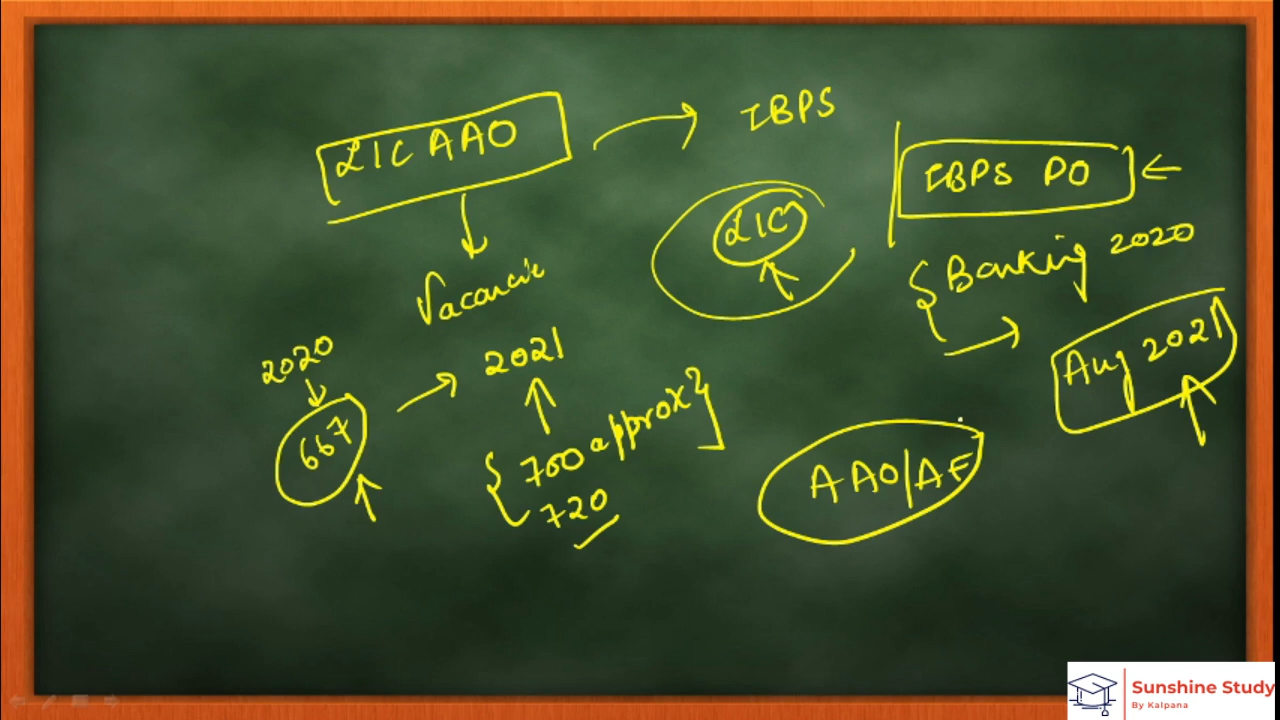 LIC AAO
IBPS
LIC
Vacancie
2020
667
2021
700 approx
720
IBPS PO
Banking 2020
Aug 2021
AAO/AE
Sunshine Study
By Kalpana